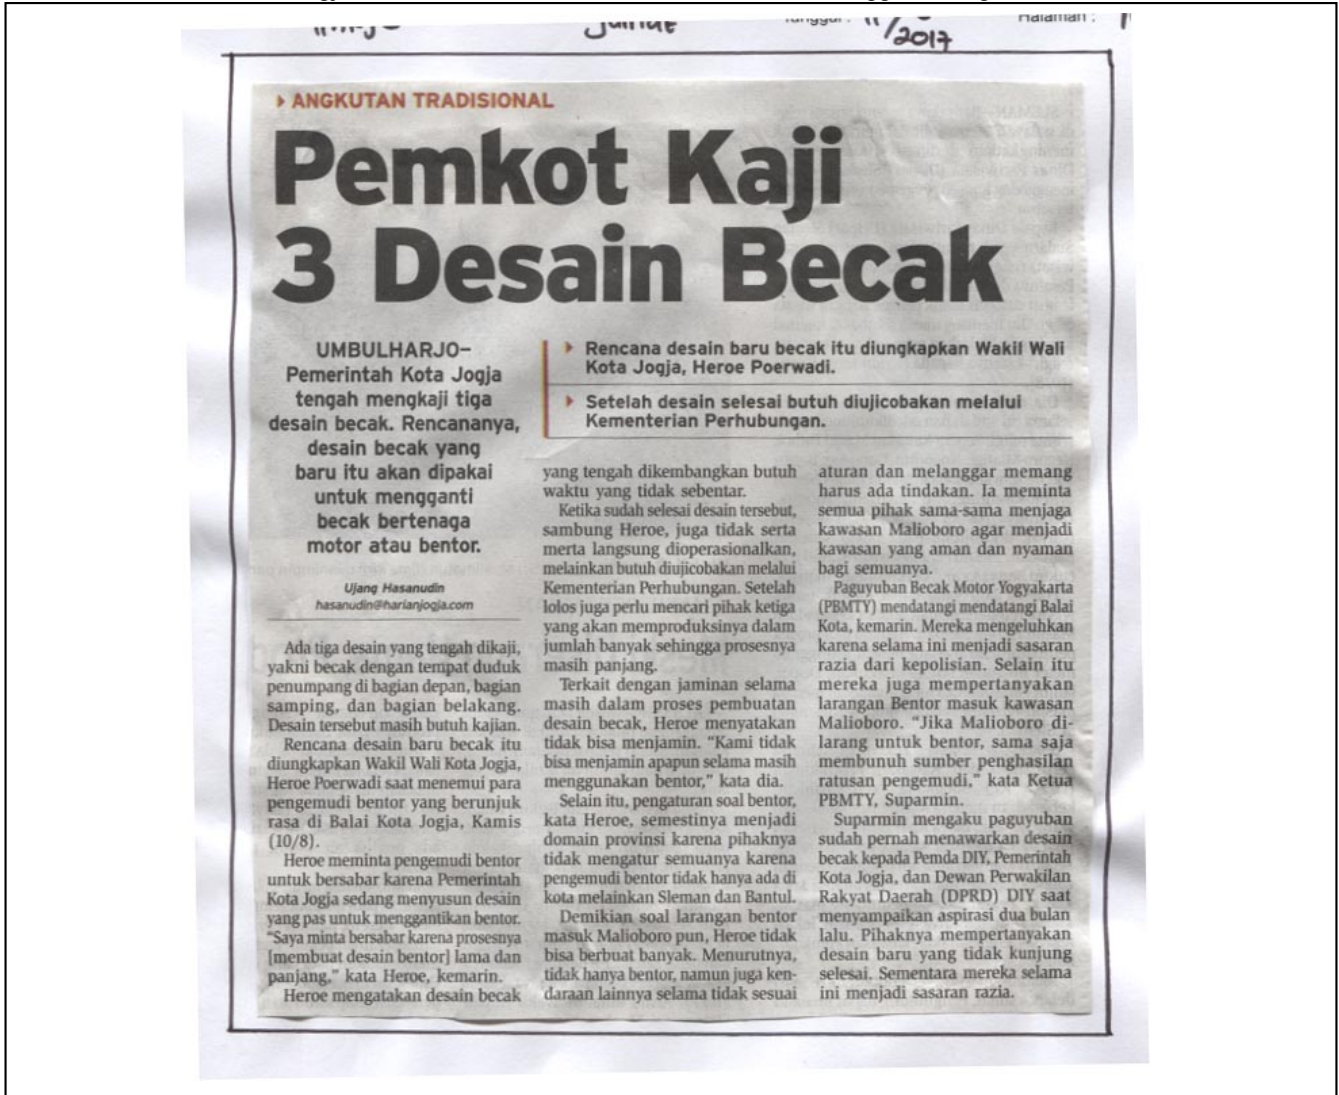 2017
ANGKUTAN TRADISIONAL
Pemkot Kaji
3 Desain Becak
UMBULHARJO–
Pemerintah Kota Jogja
tengah mengkaji tiga
desain becak. Rencananya,
desain becak yang
baru itu akan dipakai
untuk mengganti
becak bertenaga
motor atau bentor.
Ujang Hasanudin
hasanudin@harianjogja.com
Rencana desain baru becak itu diungkapkan Wakil Wali
Kota Jogja, Heroe Poerwadi.
Setelah desain selesai butuh diujicobakan melalui
Kementerian Perhubungan.
Ada tiga desain yang tengah dikaji,
yakni becak dengan tempat duduk
penumpang di bagian depan, bagian
samping, dan bagian belakang.
Desain tersebut masih butuh kajian.
Rencana desain baru becak itu
diungkapkan Wakil Wali Kota Jogja,
Heroe Poerwadi saat menemui para
pengemudi bentor yang berunjuk
rasa di Balai Kota Jogja, Kamis
(10/8).
Heroe meminta pengemudi bentor
untuk bersabar karena Pemerintah
Kota Jogja sedang menyusun desain
yang pas untuk menggantikan bentor.
“Saya minta bersabar karena prosesnya
[membuat desain bentor] lama dan
panjang,” kata Heroe, kemarin.
Heroe mengatakan desain becak
yang tengah dikembangkan butuh
waktu yang tidak sebentar.
Ketika sudah selesai desain tersebut,
sambung Heroe, juga tidak serta
merta langsung dioperasionalkan,
melainkan butuh diujicobakan melalui
Kementerian Perhubungan. Setelah
lolos juga perlu mencari pihak ketiga
yang akan memproduksinya dalam
jumlah banyak sehingga prosesnya
masih panjang.
Terkait dengan jaminan selama
masih dalam proses pembuatan
desain becak, Heroe menyatakan
tidak bisa menjamin. “Kami tidak
bisa menjamin apapun selama masih
menggunakan bentor,” kata dia.
Selain itu, pengaturan soal bentor,
kata Heroe, semestinya menjadi
domain provinsi karena pihaknya
tidak mengatur semuanya karena
pengemudi bentor tidak hanya ada di
kota melainkan Sleman dan Bantul.
Demikian soal larangan bentor
masuk Malioboro pun, Heroe tidak
bisa berbuat banyak. Menurutnya,
tidak hanya bentor, namun juga ken-
daraan lainnya selama tidak sesuai
aturan dan melanggar memang
harus ada tindakan. Ia meminta
semua pihak sama-sama menjaga
kawasan Malioboro agar menjadi
kawasan yang aman dan nyaman
bagi semuanya.
Paguyuban Becak Motor Yogyakarta
(PBMTY) mendatangi mendatangi Balai
Kota, kemarin. Mereka mengeluhkan
karena selama ini menjadi sasaran
razia dari kepolisian. Selain itu
mereka juga mempertanyakan
larangan Bentor masuk kawasan
Malioboro. “Jika Malioboro di-
larang untuk bentor, sama saja
membunuh sumber penghasilan
ratusan pengemudi,” kata Ketua
PBMTY, Suparmin.
Suparmin mengaku paguyuban
sudah pernah menawarkan desain
becak kepada Pemda DIY, Pemerintah
Kota Jogja, dan Dewan Perwakilan
Rakyat Daerah (DPRD) DIY saat
menyampaikan aspirasi dua bulan
lalu. Pihaknya mempertanyakan
desain baru yang tidak kunjung
selesai. Sementara mereka selama
ini menjadi sasaran razia.